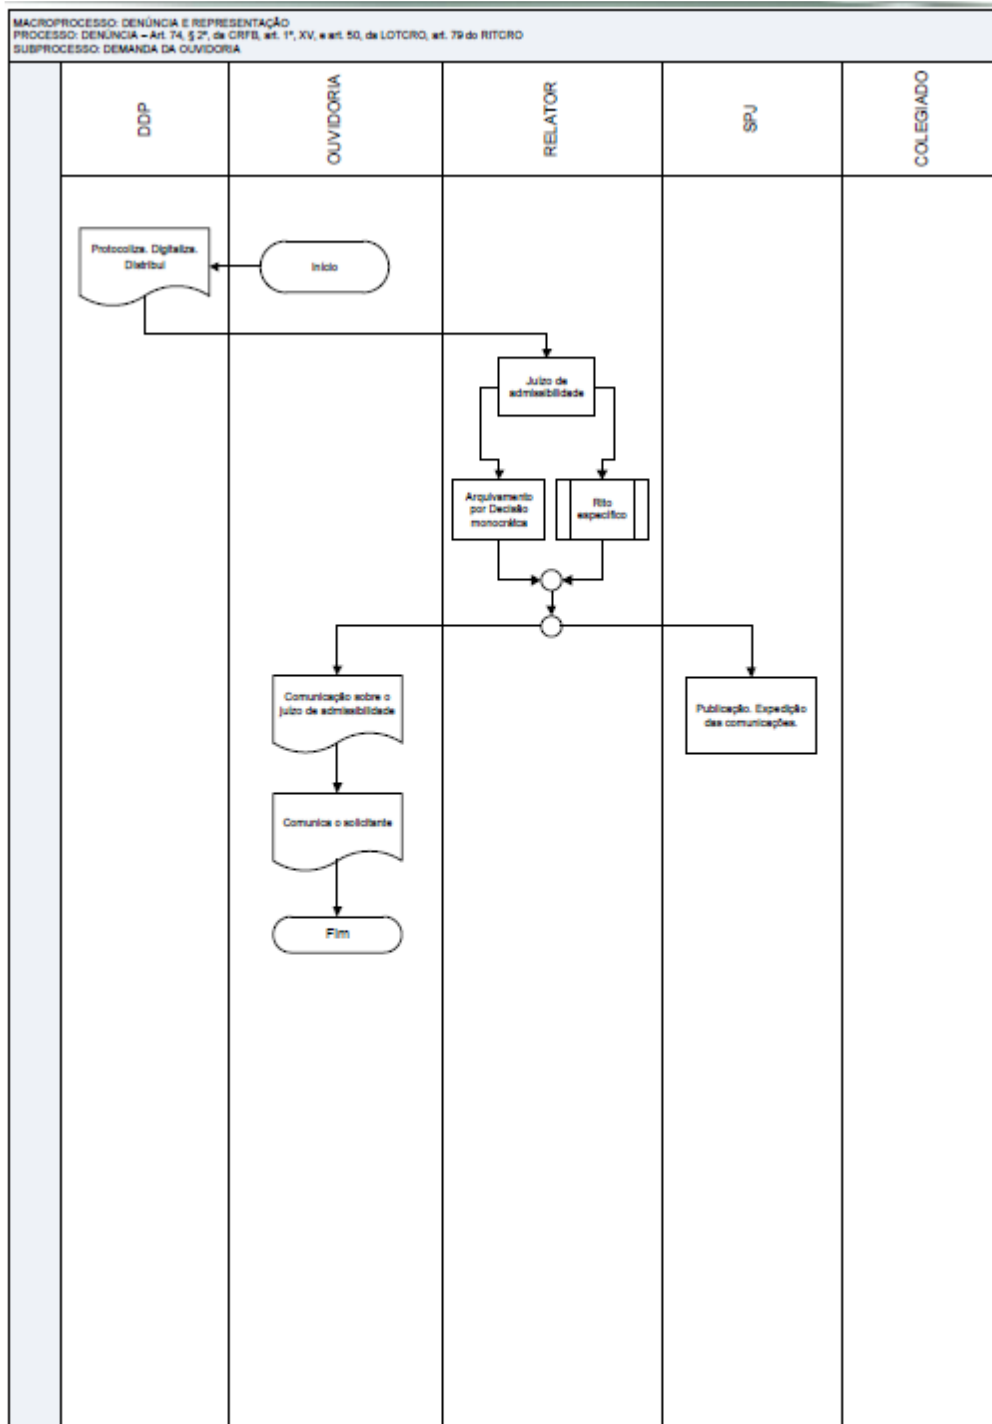 MACROPROCESSO: DENÚNCIA E REPRESENTAÇÃO
PROCESSO: DENÚNCIA – Art. 74, § 2º, da CRFB, art. 1º, XV, e art. 50, da LOTCRO, art. 79 do RITCRO
SUBPROCESSO: DEMANDA DA OUVIDORIA
DDP
OUVIDORIA
RELATOR
SPJ
COLEGIADO
Protocoliza. Digitaliza.
Distribui
Início
Juízo de
admissibilidade
Arquivamento
por Decisão
monocrática
Rito
específico
Comunicação sobre o
juízo de admissibilidade
Publicação. Expedição
das comunicações.
Comunica o solicitante
Fim